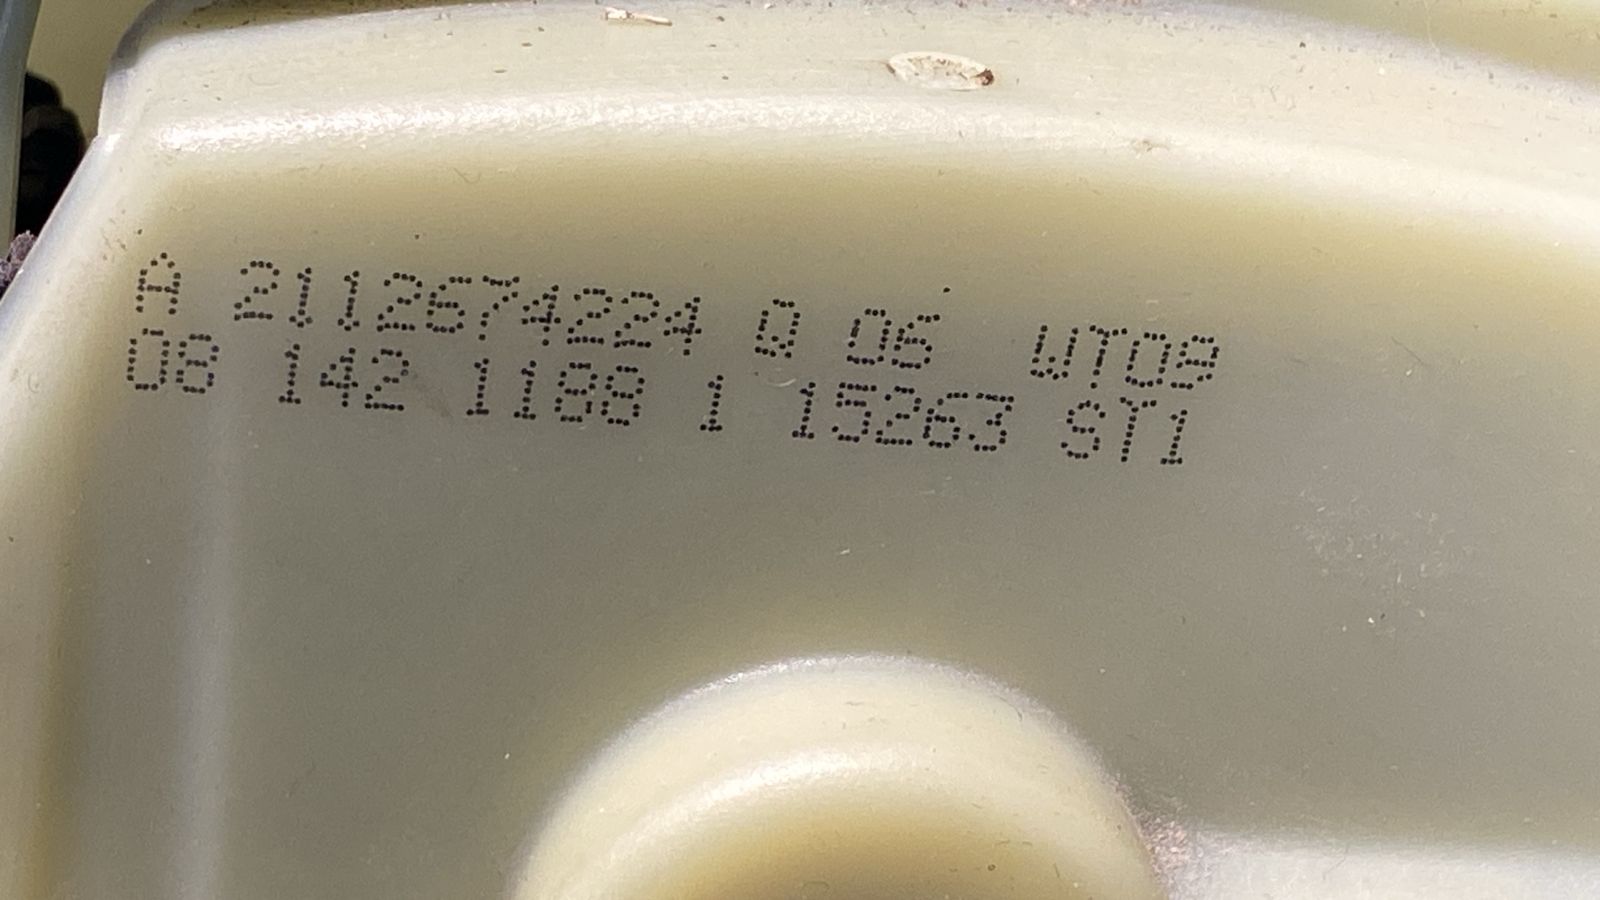 A 2112674224 Q 06 WT09
08 142 1188 1 15263 ST1